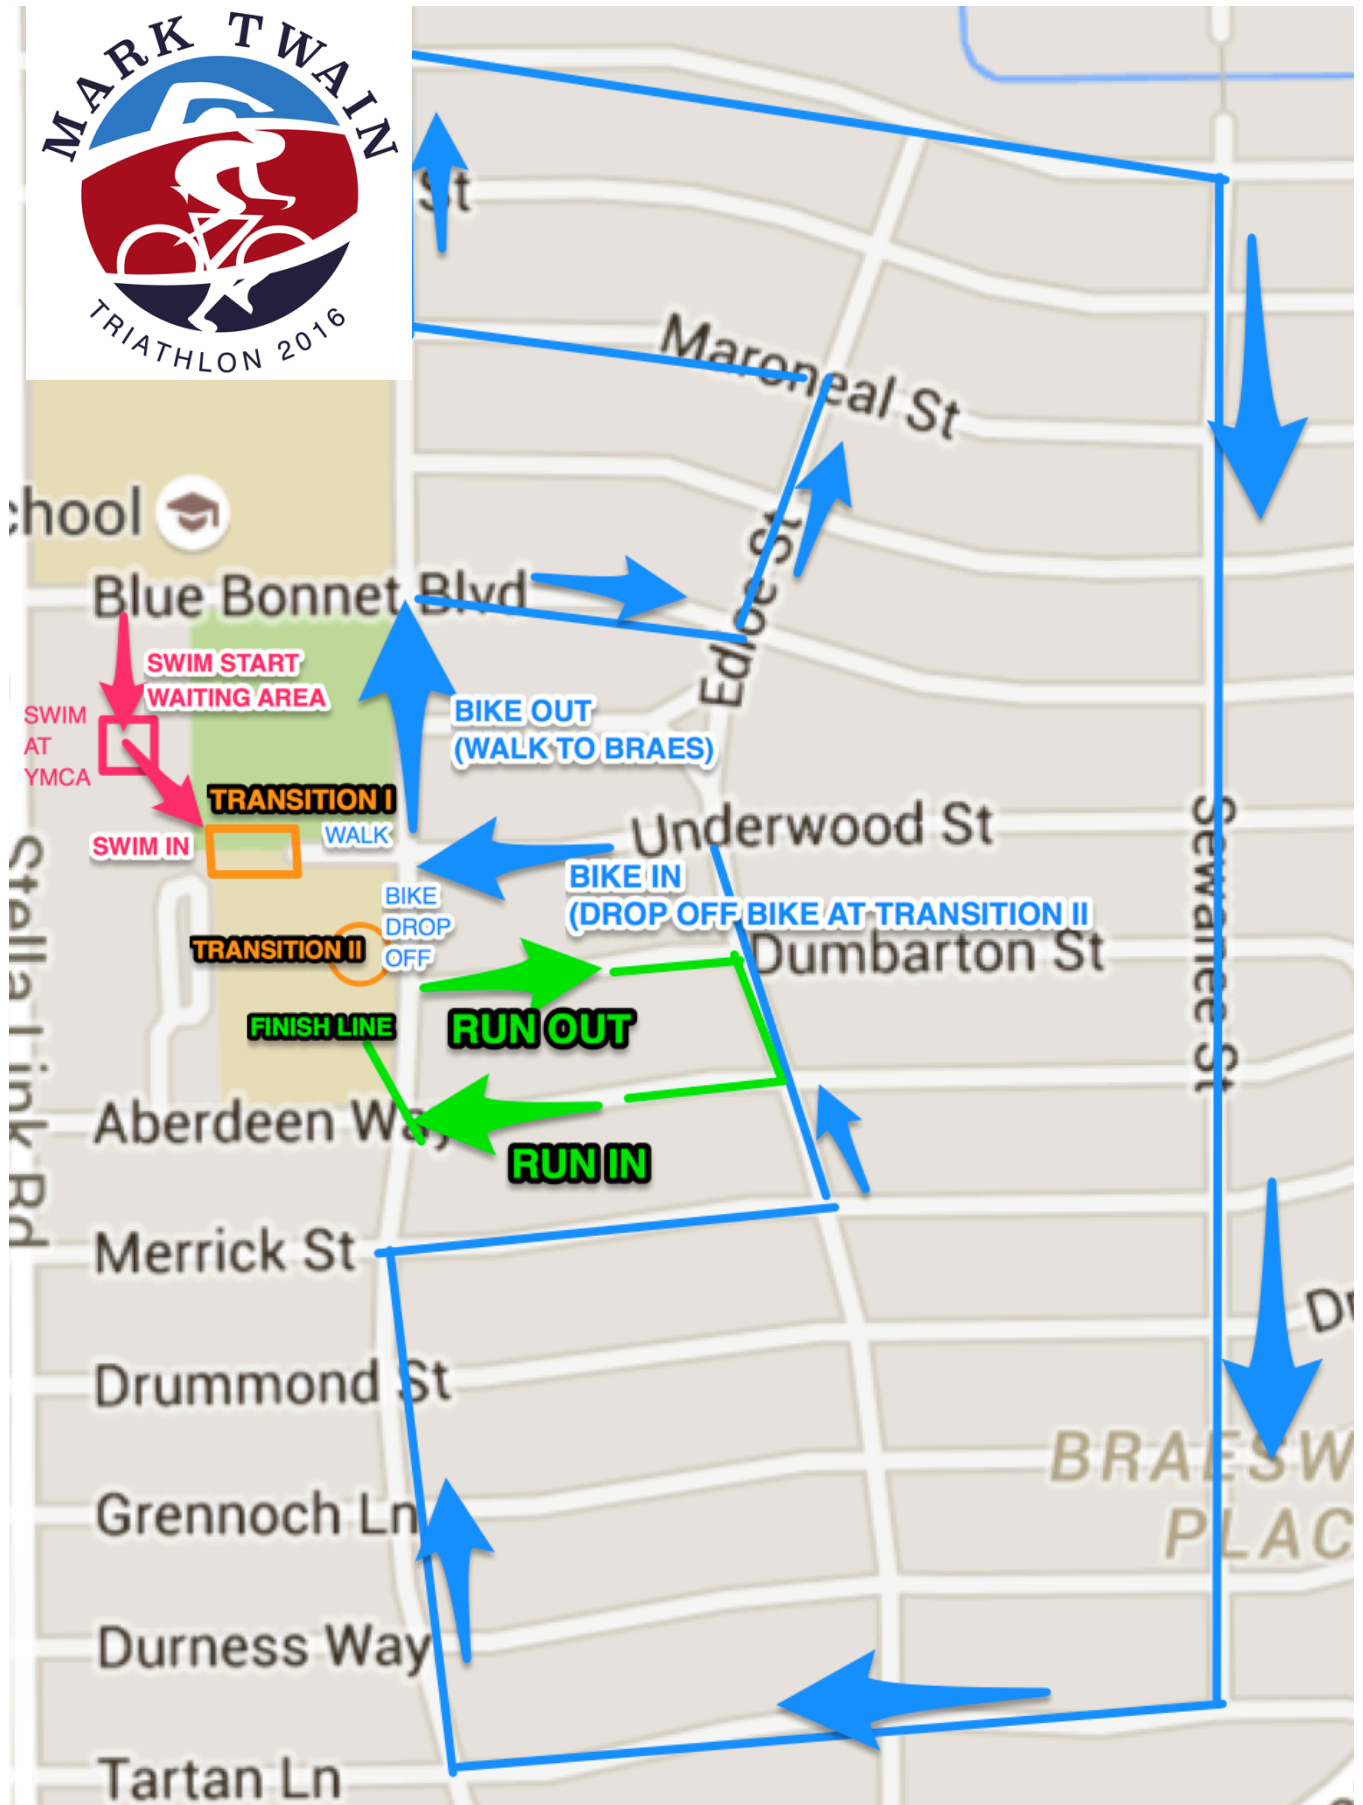 MARK TWAIN
TRIATHLON 2016
St
Maroneal St
chool
Blue Bonnet Blvd
Edloe St
SWIM START
WAITING AREA
SWIM
AT
YMCA
BIKE OUT
(WALK TO BRAES)
TRANSITION I
SWIM IN
WALK
Underwood St
Sewanee St
Stella Link Rd
BIKE IN
(DROP OFF BIKE AT TRANSITION II
BIKE
DROP
OFF
TRANSITION II
Dumbarton St
FINISH LINE
RUN OUT
Aberdeen Way
RUN IN
Merrick St
Dr
Drummond St
BRAESW
PLAC
Grennoch Ln
Durness Way
Tartan Ln